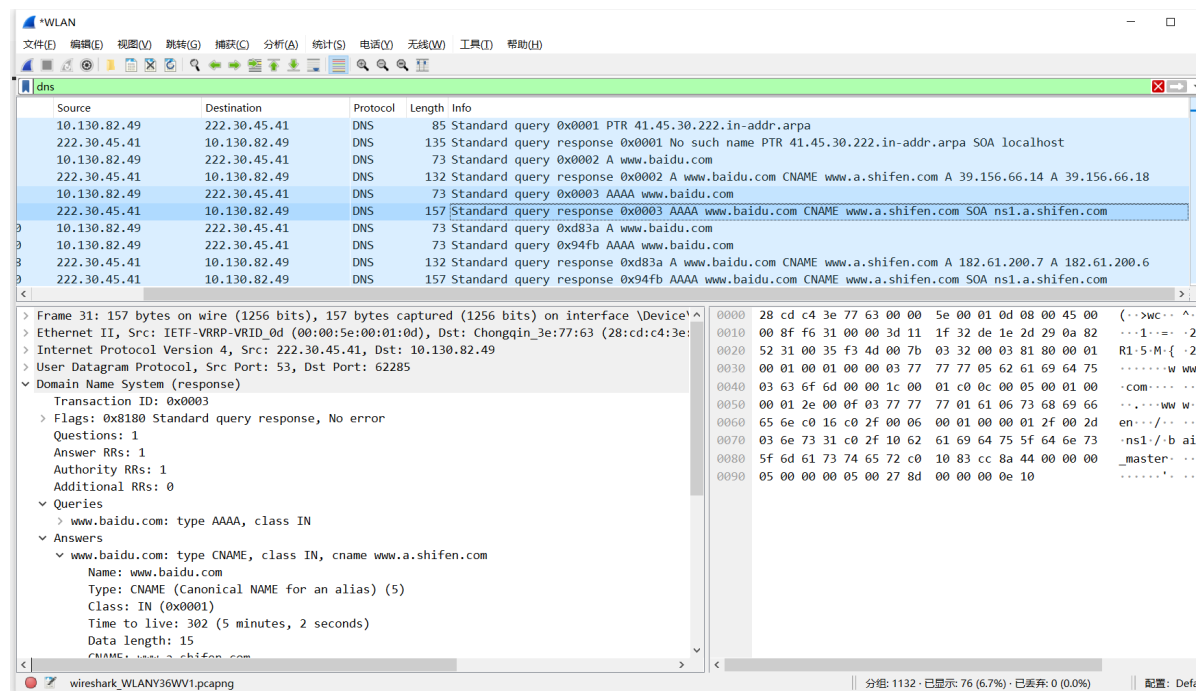 *WLAN
文件(F) 编辑(E) 视图(V) 跳转(G) 捕获(C) 分析(A) 统计(S) 电话(Y) 无线(W) 工具(T) 帮助(H)
dns
Source Destination Protocol Length Info
10.130.82.49 222.30.45.41 DNS 85 Standard query 0x0001 PTR 41.45.30.222.in-addr.arpa
222.30.45.41 10.130.82.49 DNS 135 Standard query response 0x0001 No such name PTR 41.45.30.222.in-addr.arpa SOA localhost
10.130.82.49 222.30.45.41 DNS 73 Standard query 0x0002 A www.baidu.com
222.30.45.41 10.130.82.49 DNS 132 Standard query response 0x0002 A www.baidu.com CNAME www.a.shifen.com A 39.156.66.14 A 39.156.66.18
10.130.82.49 222.30.45.41 DNS 73 Standard query 0x0003 AAAA www.baidu.com
222.30.45.41 10.130.82.49 DNS 157 Standard query response 0x0003 AAAA www.baidu.com CNAME www.a.shifen.com SOA ns1.a.shifen.com
10.130.82.49 222.30.45.41 DNS 73 Standard query 0xd83a A www.baidu.com
10.130.82.49 222.30.45.41 DNS 73 Standard query 0x94fb AAAA www.baidu.com
222.30.45.41 10.130.82.49 DNS 132 Standard query response 0xd83a A www.baidu.com CNAME www.a.shifen.com A 182.61.200.7 A 182.61.200.6
222.30.45.41 10.130.82.49 DNS 157 Standard query response 0x94fb AAAA www.baidu.com CNAME www.a.shifen.com SOA ns1.a.shifen.com
Frame 31: 157 bytes on wire (1256 bits), 157 bytes captured (1256 bits) on interface \Device\
Ethernet II, Src: IETF-VRRP-VRID_0d (00:00:5e:00:01:0d), Dst: Chongqin_3e:77:63 (28:cd:c4:3e:
Internet Protocol Version 4, Src: 222.30.45.41, Dst: 10.130.82.49
User Datagram Protocol, Src Port: 53, Dst Port: 62285
Domain Name System (response)
Transaction ID: 0x0003
Flags: 0x8180 Standard query response, No error
Questions: 1
Answer RRs: 1
Authority RRs: 1
Additional RRs: 0
Queries
www.baidu.com: type AAAA, class IN
Answers
www.baidu.com: type CNAME, class IN, cname www.a.shifen.com
Name: www.baidu.com
Type: CNAME (Canonical NAME for an alias) (5)
Class: IN (0x0001)
Time to live: 302 (5 minutes, 2 seconds)
Data length: 15
CNAME: www.a.shifen.com
0000 28 cd c4 3e 77 63 00 00 5e 00 01 0d 08 00 45 00 (··>wc·· ^·
0010 00 8f f6 31 00 00 3d 11 1f 32 de 1e 2d 29 0a 82 ···1··=· ·2
0020 52 31 00 35 f3 4d 00 7b 03 32 00 03 81 80 00 01 R1·5·M·{ ·2
0030 00 01 00 01 00 00 03 77 77 77 05 62 61 69 64 75 ·······w ww
0040 03 63 6f 6d 00 00 1c 00 01 c0 0c 00 05 00 01 00 ·com···· ··
0050 00 01 2e 00 0f 03 77 77 77 01 61 06 73 68 69 66 ··.···ww w·
0060 65 6e c0 16 c0 2f 00 06 00 01 00 00 01 2f 00 2d en···/·· ··
0070 03 6e 73 31 c0 2f 10 62 61 69 64 75 5f 64 6e 73 ·ns1·/·b ai
0080 5f 6d 61 73 74 65 72 c0 10 83 cc 8a 44 00 00 00 _master· ··
0090 05 00 00 00 05 00 27 8d 00 00 00 0e 10 ······'· ··
wireshark_WLANY36WV1.pcapng
分组: 1132 · 已显示: 76 (6.7%) · 已丢弃: 0 (0.0%)
配置: Defa